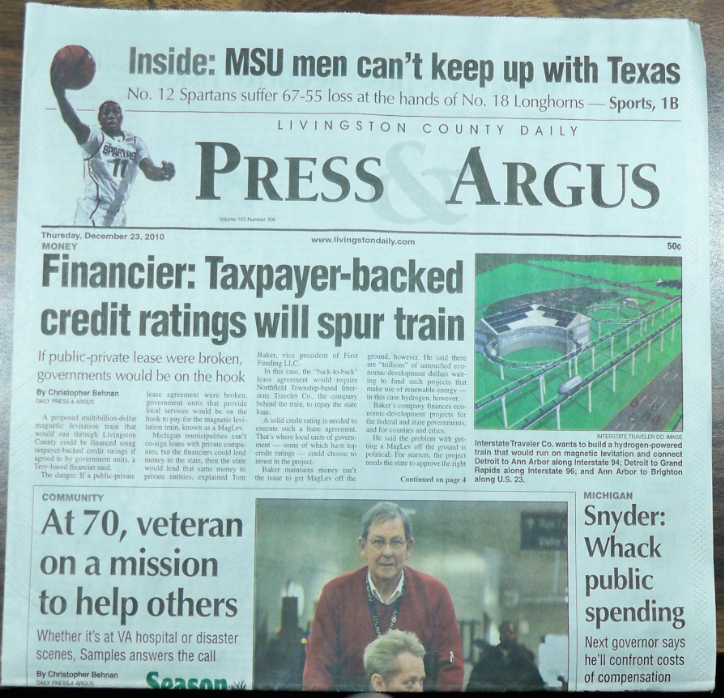 Inside: MSU men can't keep up with Texas
No. 12 Spartans suffer 67-55 loss at the hands of No. 18 Longhorns — Sports, 1B
LIVINGSTON COUNTY DAILY
PRESS & ARGUS
SPARTANS
11
Thursday, December 23, 2010
www.livingstondaily.com
50¢
MONEY
Financier: Taxpayer-backed
credit ratings will spur train
If public-private lease were broken,
governments would be on the hook
By Christopher Behnan
DAILY PRESS & ARGUS
A proposed multibillion-dollar
magnetic levitation train that
would run through Livingston
County could be financed using
taxpayer-backed credit ratings if
agreed to by government units, a
Troy-based financier said.
The danger: If a public-private
lease agreement were broken,
government units that provide
local services would be on the
hook to pay for the magnetic levi-
tation train, known as a MagLev.
Michigan municipalities can't
co-sign loans with private compa-
nies, but the financiers could lend
money to the state, then the state
would lend that same money to
private entities, explained Tom
Baker, vice president of First
Funding LLC.
In this case, the "back-to-back"
lease agreement would require
Northfield Township-based Inter-
state Traveler Co., the company
behind the train, to repay the state
loan.
A solid credit rating is needed to
execute such a lease agreement.
That's where local units of govern-
ment — some of which have top-
credit ratings — could choose to
invest in the project.
Baker maintains money isn't
the issue to get MagLev off the
ground, however. He said there
are "trillions" of untouched eco-
nomic-development dollars wait-
ing to fund such projects that
make use of renewable energy —
in this case hydrogen, however.
Baker's company finances eco-
nomic-development projects for
the federal and state governments,
and for counties and cities.
He said the problem with get-
ting a MagLev off the ground is
political: For starters, the project
needs the state to approve the right
Continued on page 4
INTERSTATE TRAVELER CO. IMAGE
Interstate Traveler Co. wants to build a hydrogen-powered
train that would run on magnetic levitation and connect
Detroit to Ann Arbor along Interstate 94; Detroit to Grand
Rapids along Interstate 96; and Ann Arbor to Brighton
along U.S. 23.
COMMUNITY
At 70, veteran
on a mission
to help others
Whether it's at VA hospital or disaster
scenes, Samples answers the call
By Christopher Behnan
DAILY PRESS & ARGUS
Season
MICHIGAN
Snyder:
Whack
public
spending
Next governor says
he'll confront costs
of compensation